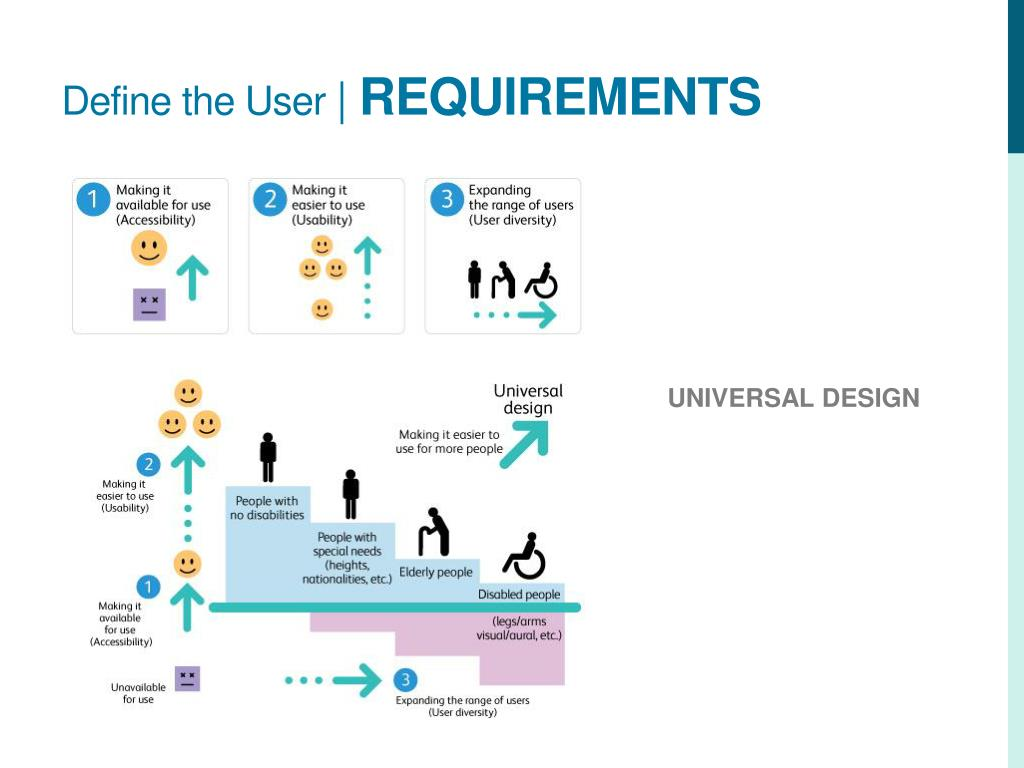 Define the User | REQUIREMENTS
1
Making it
available for use
(Accessibility)
2
Making it
easier to use
(Usability)
3
Expanding
the range of users
(User diversity)
Universal
design
Making it easier to
use for more people
UNIVERSAL DESIGN
2
Making it
easier to use
(Usability)
People with
no disabilities
People with
special needs
(heights,
nationalities, etc.)
Elderly people
Disabled people
(legs/arms
visual/aural, etc.)
1
Making it
available
for use
(Accessibility)
Unavailable
for use
3
Expanding the range of users
(User diversity)